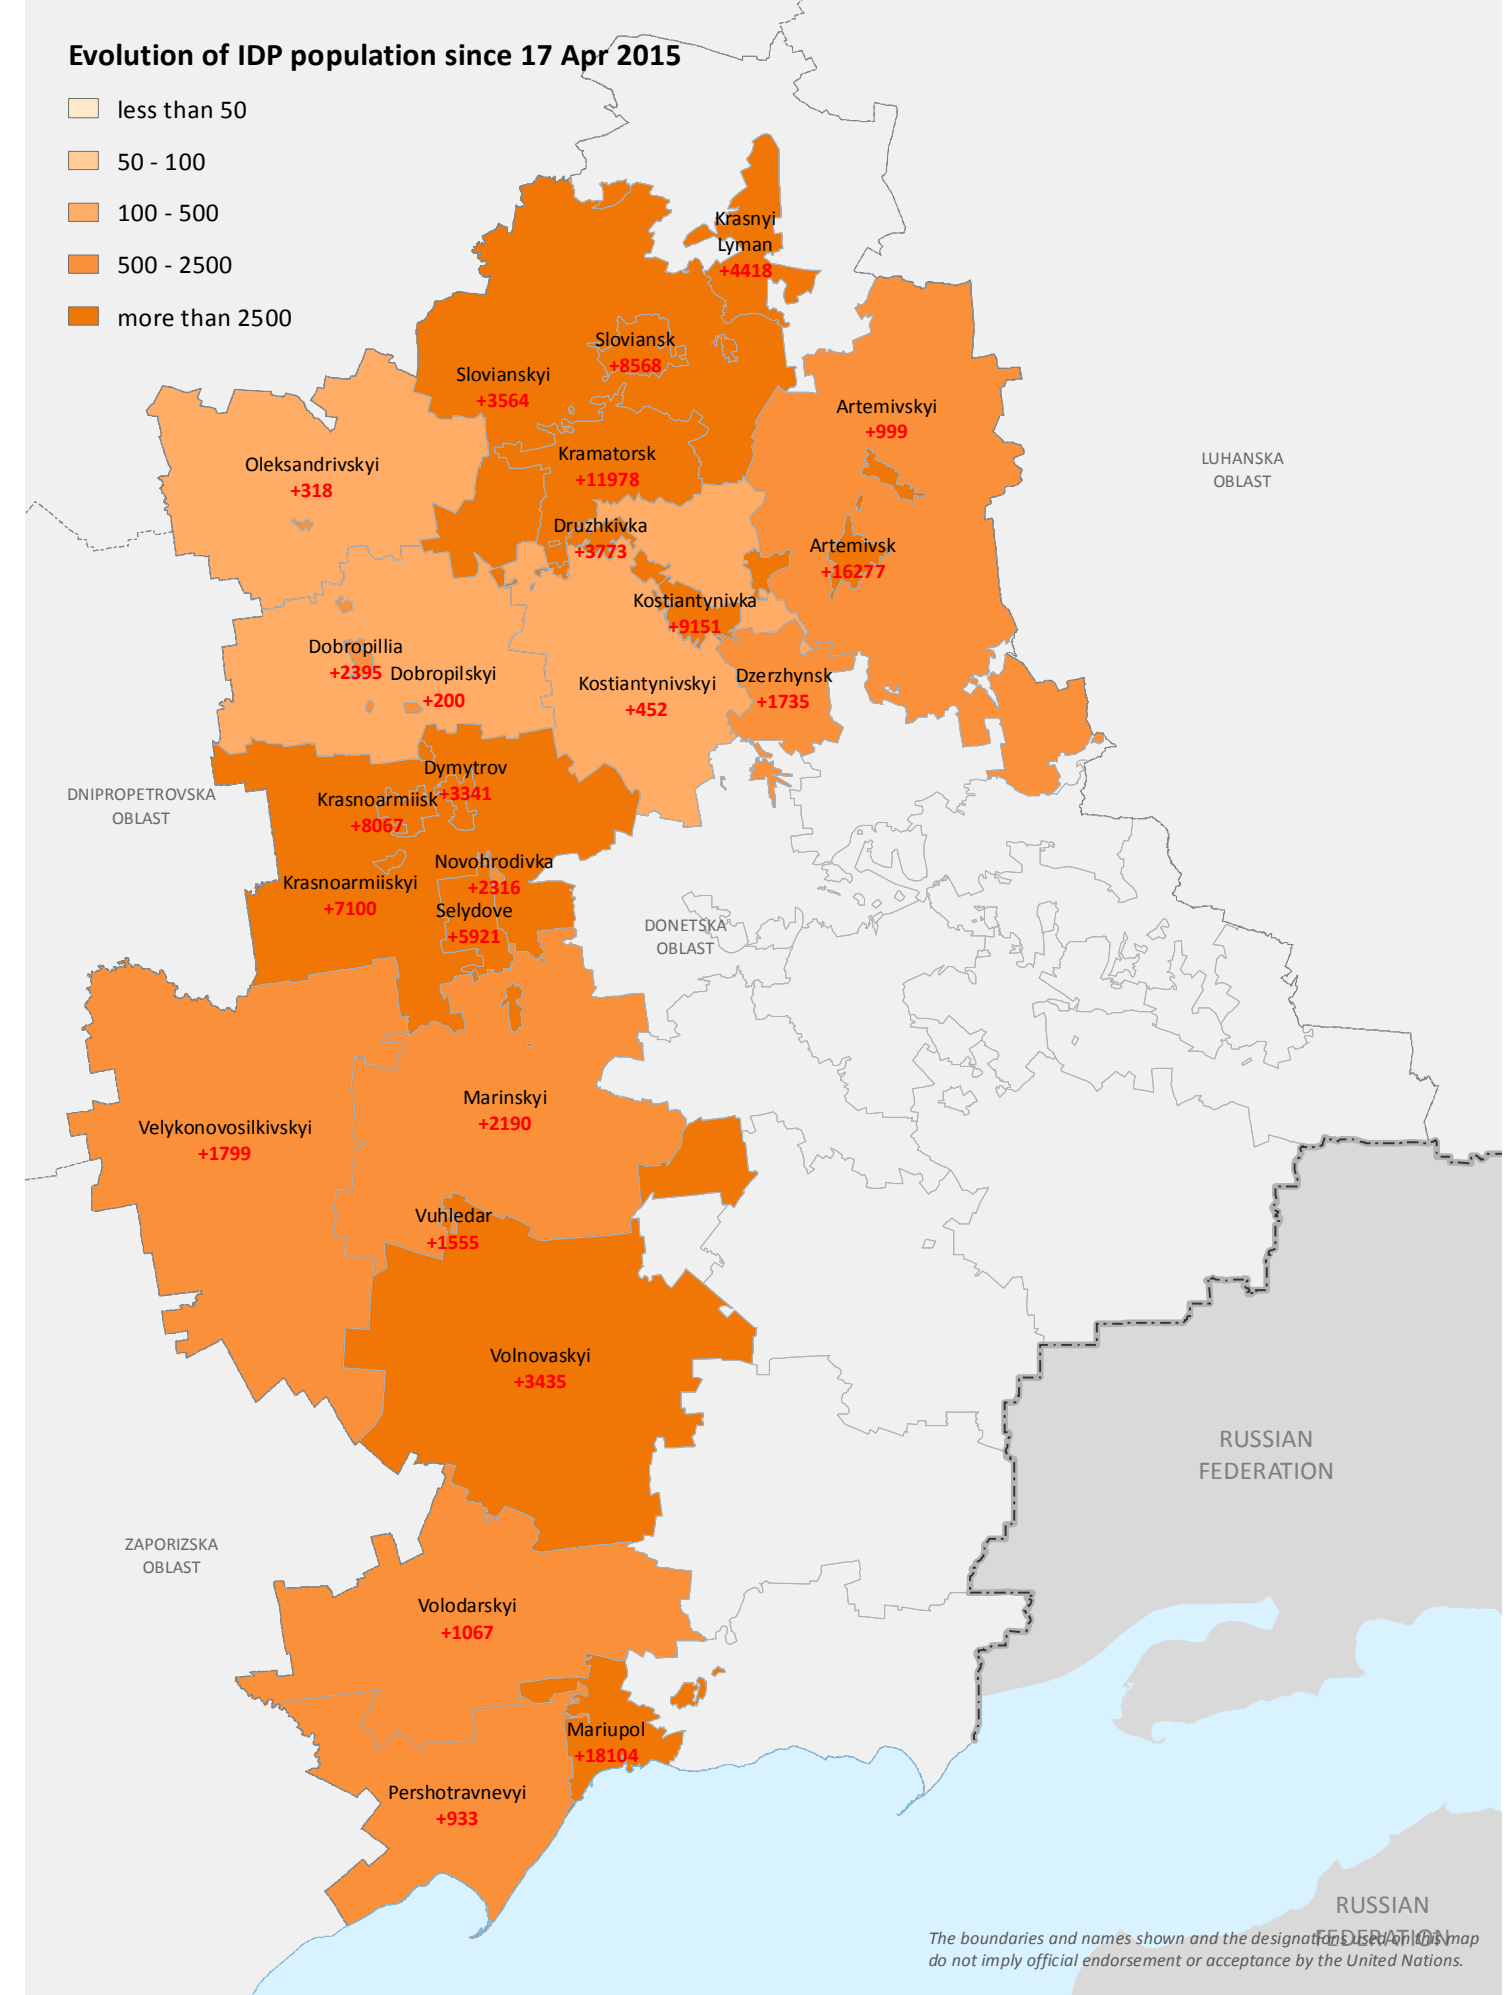 Evolution of IDP population since 17 Apr 2015
less than 50
50 - 100
100 - 500
500 - 2500
more than 2500
Krasnyi
Lyman
+4418
Sloviansk
+8568
Slovianskyi
+3564
Artemivskyi
+999
Oleksandrivskyi
+318
Kramatorsk
+11978
LUHANSKA
OBLAST
Druzhkivka
+3773
Artemivsk
+16277
Kostiantynivka
+9151
Dobropillia
+2395
Dobropilskyi
+200
Kostiantynivskyi
+452
Dzerzhynsk
+1735
Dymytrov
+3341
DNIPROPETROVSKA
OBLAST
Krasnoarmiisk
+8067
Novohrodivka
+2316
Krasnoarmiiskyi
+7100
Selydove
+5921
DONETSKA
OBLAST
Marinskyi
+2190
Velykonovosilkivskyi
+1799
Vuhledar
+1555
Volnovaskyi
+3435
RUSSIAN
FEDERATION
ZAPORIZSKA
OBLAST
Volodarskyi
+1067
Mariupol
+18104
Pershotravnevyi
+933
RUSSIAN
FEDERATION
The boundaries and names shown and the designations used on this map
do not imply official endorsement or acceptance by the United Nations.